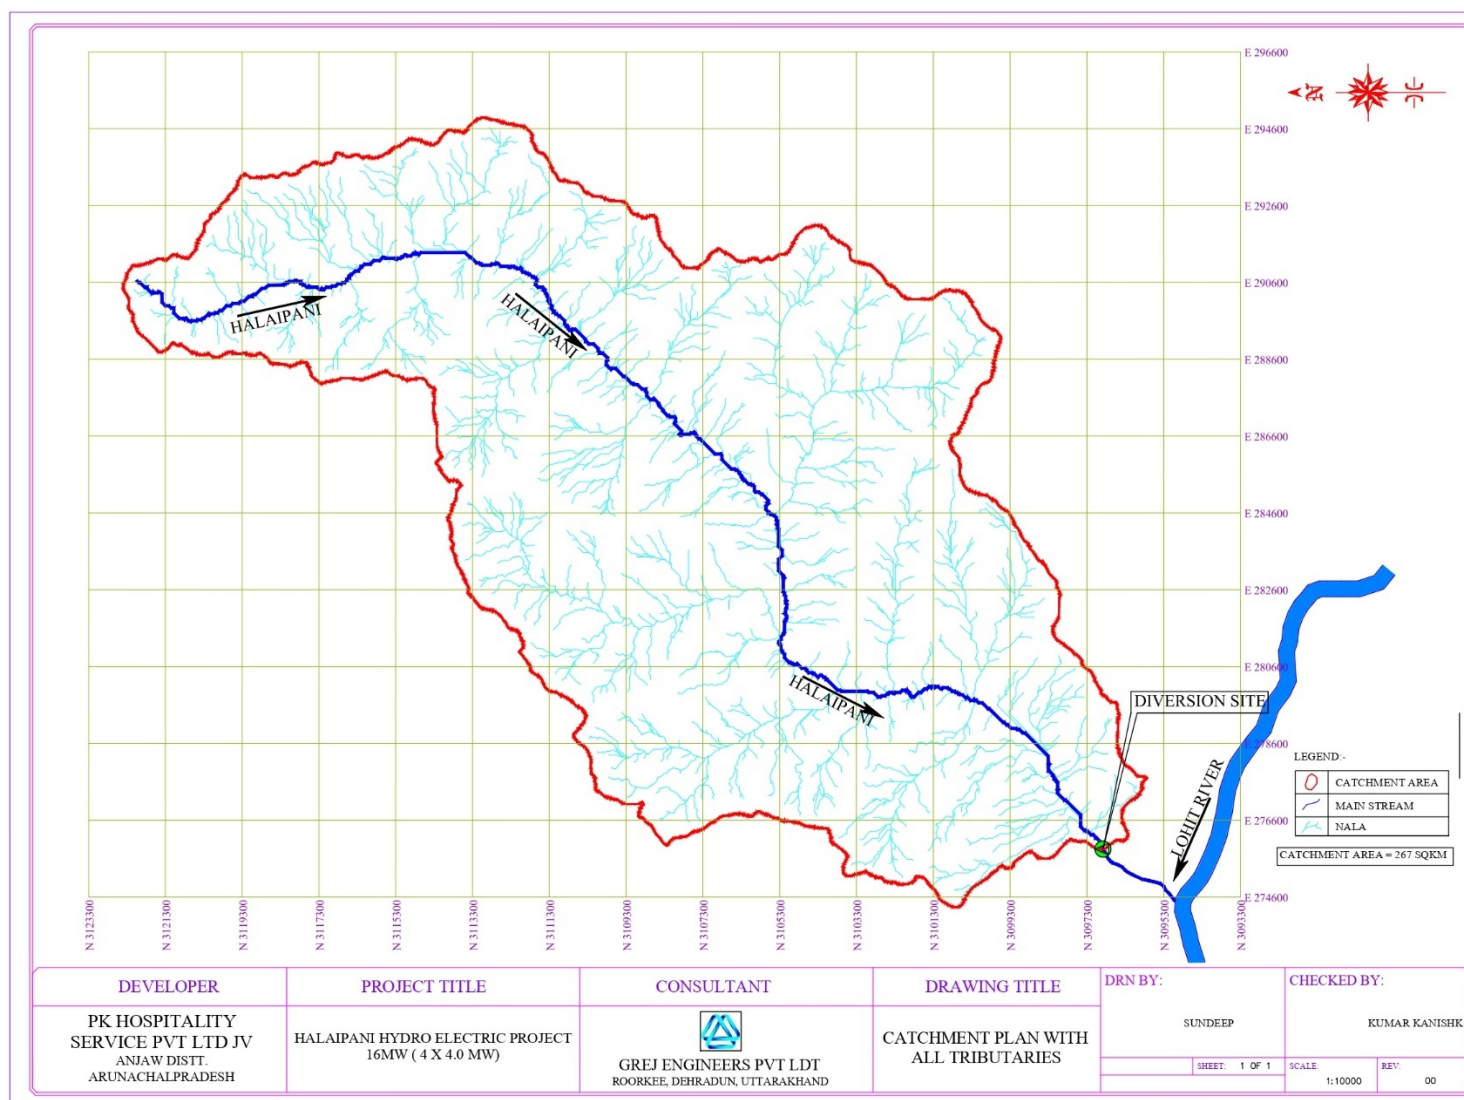 E 296600
E 294600
E 292600
E 290600
E 288600
E 286600
E 284600
E 282600
E 280600
E 278600
E 276600
E 274600
N
HALAIPANI
HALAIPANI
HALAIPANI
DIVERSION SITE
LOHIT RIVER
LEGEND:-
CATCHMENT AREA
MAIN STREAM
NALA
CATCHMENT AREA = 267 SQKM
N 3123300
N 3121300
N 3119300
N 3117300
N 3115300
N 3113300
N 3111300
N 3109300
N 3107300
N 3105300
N 3103300
N 3101300
N 3099300
N 3097300
N 3095300
N 3093300
DEVELOPER
PK HOSPITALITY
SERVICE PVT LTD JV
ANJAW DISTT.
ARUNACHALPRADESH
PROJECT TITLE
HALAIPANI HYDRO ELECTRIC PROJECT
16MW ( 4 X 4.0 MW)
CONSULTANT
GREJ ENGINEERS PVT LDT
ROORKEE, DEHRADUN, UTTARAKHAND
DRAWING TITLE
CATCHMENT PLAN WITH
ALL TRIBUTARIES
DRN BY:
SUNDEEP
CHECKED BY:
KUMAR KANISHK
SHEET: 1 OF 1
SCALE:
1:10000
REV:
00